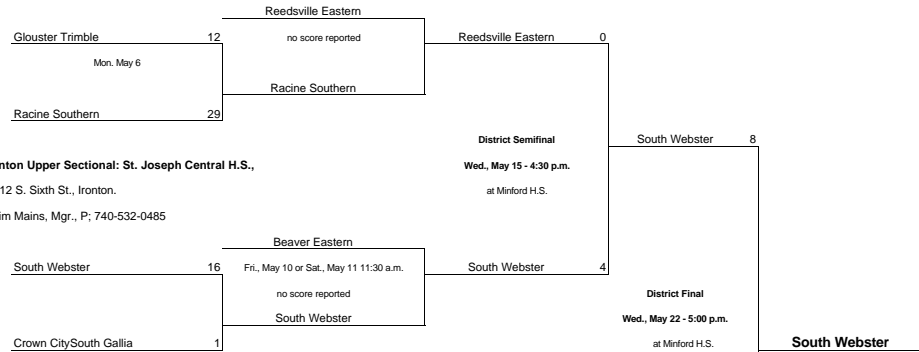 Reedsville Eastern
Glouster Trimble 12 no score reported Reedsville Eastern 0
Mon. May 6
Racine Southern
Racine Southern 29
District Semifinal South Webster 8
nton Upper Sectional: St. Joseph Central H.S., Wed., May 15 - 4:30 p.m.
12 S. Sixth St., Ironton. at Minford H.S.
im Mains, Mgr., P; 740-532-0485
Beaver Eastern
South Webster 16 Fri., May 10 or Sat., May 11 11:30 a.m. South Webster 4
no score reported District Final
South Webster Wed., May 22 - 5:00 p.m.
Crown CitySouth Gallia 1 at Minford H.S. South Webster